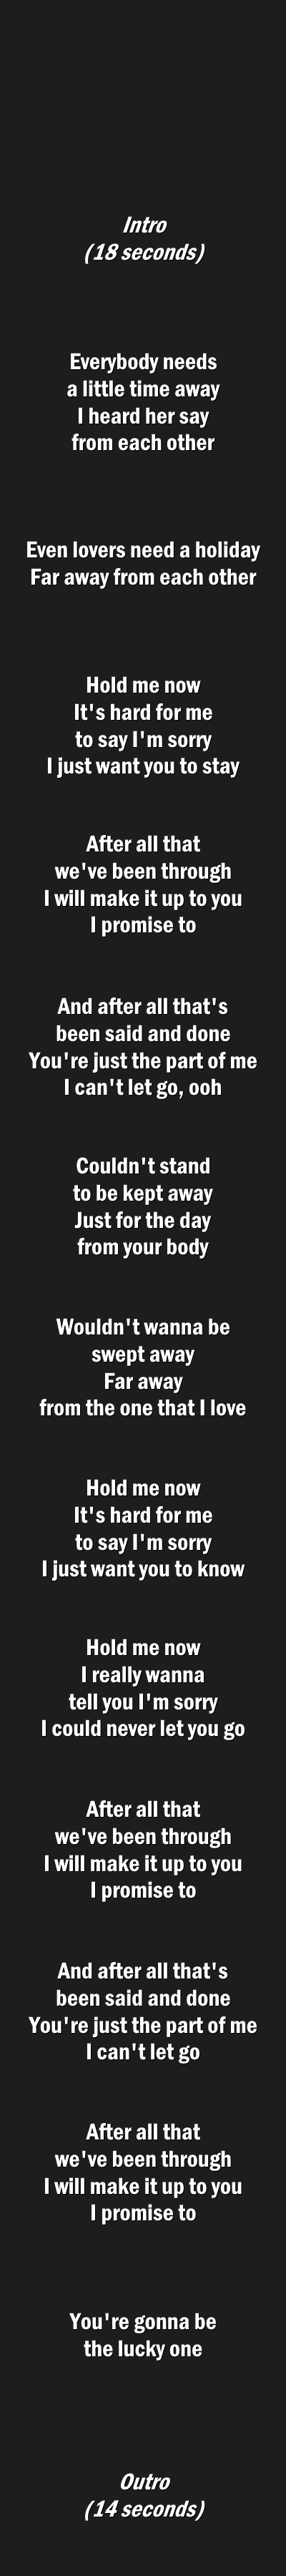 Intro
(18 seconds)
Everybody needs
a little time away
I heard her say
from each other
Even lovers need a holiday
Far away from each other
Hold me now
It's hard for me
to say I'm sorry
I just want you to stay
After all that
we've been through
I will make it up to you
I promise to
And after all that's
been said and done
You're just the part of me
I can't let go, ooh
Couldn't stand
to be kept away
Just for the day
from your body
Wouldn't wanna be
swept away
Far away
from the one that I love
Hold me now
It's hard for me
to say I'm sorry
I just want you to know
Hold me now
I really wanna
tell you I'm sorry
I could never let you go
After all that
we've been through
I will make it up to you
I promise to
And after all that's
been said and done
You're just the part of me
I can't let go
After all that
we've been through
I will make it up to you
I promise to
You're gonna be
the lucky one
Outro
(14 seconds)